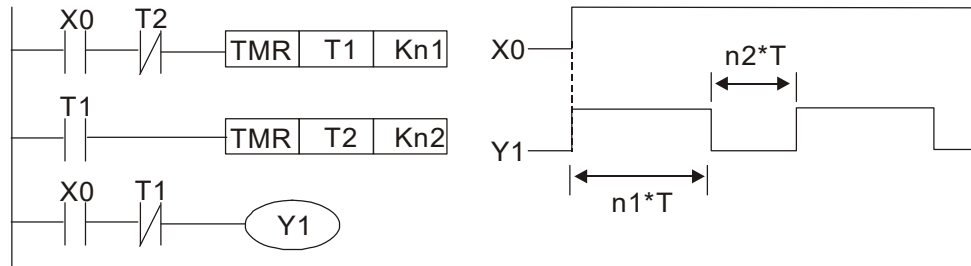 X0 T2
TMR T1 Kn1
T1
TMR T2 Kn2
X0 T1
Y1
X0
n2*T
Y1
n1*T